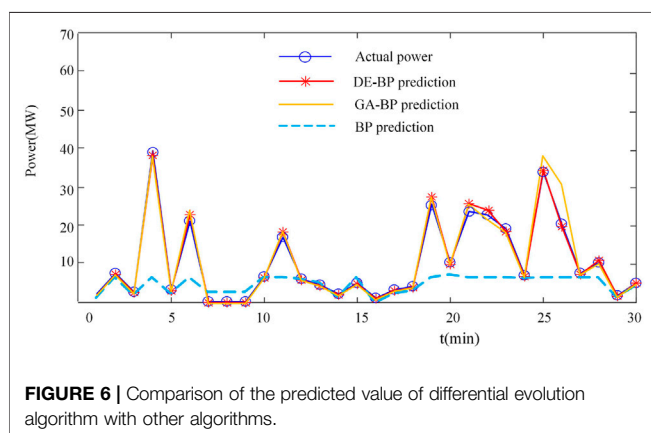 70
60
50
40
30
20
10
Power(MW)
Actual power
DE-BP prediction
GA-BP prediction
BP prediction
0 5 10 15 20 25 30
t(min)
FIGURE 6 | Comparison of the predicted value of differential evolution
algorithm with other algorithms.